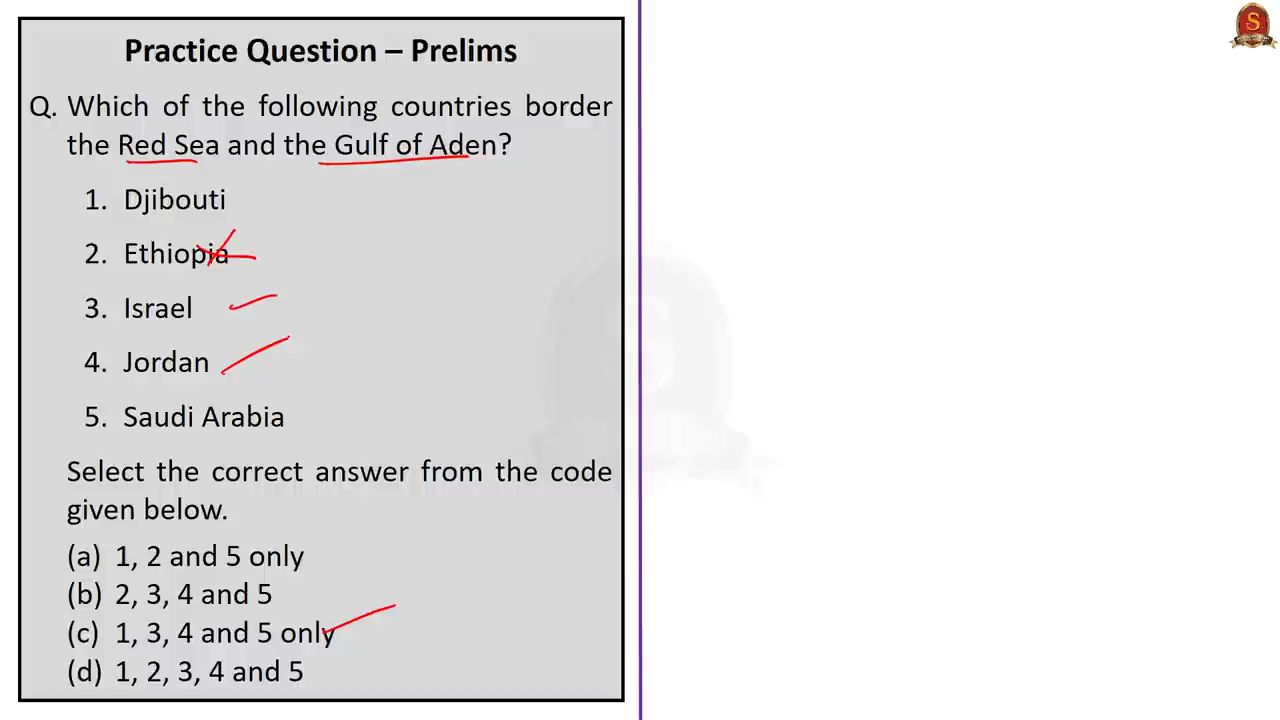 Practice Question – Prelims
Q. Which of the following countries border
the Red Sea and the Gulf of Aden?
1. Djibouti
2. Ethiopia
3. Israel
4. Jordan
5. Saudi Arabia
Select the correct answer from the code
given below.
(a) 1, 2 and 5 only
(b) 2, 3, 4 and 5
(c) 1, 3, 4 and 5 only
(d) 1, 2, 3, 4 and 5
S